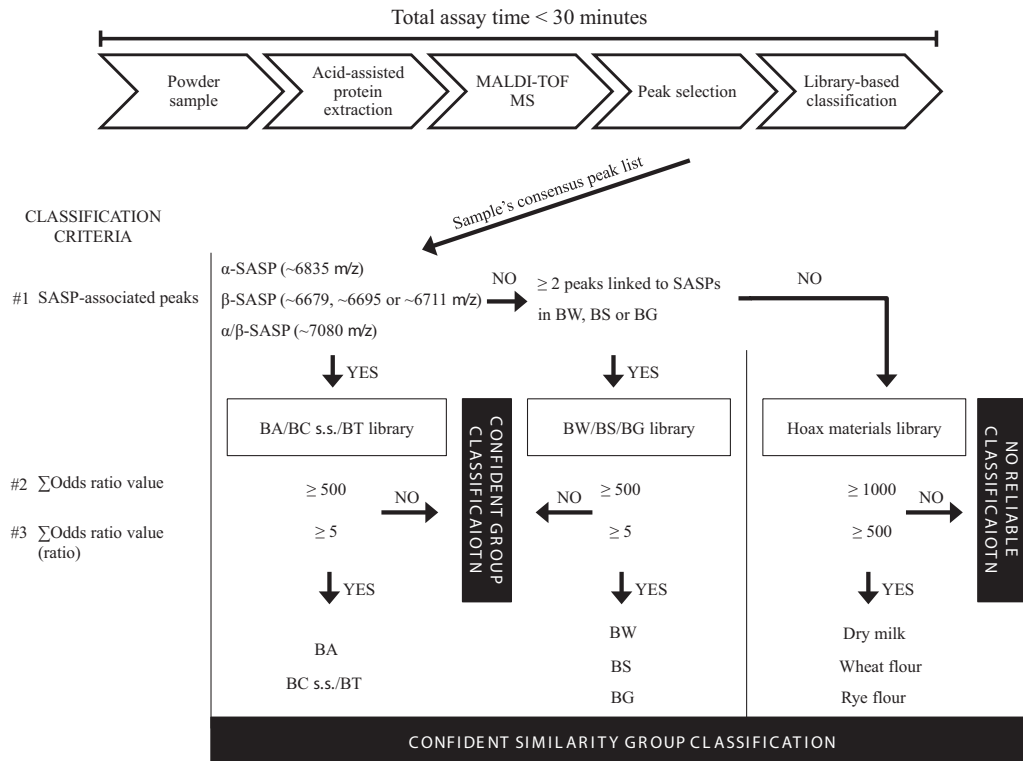 Total assay time < 30 minutes
Powder
sample
Acid-assisted
protein
extraction
MALDI-TOF
MS
Peak selection
Library-based
classification
Sample's consensus peak list
CLASSIFICATION
CRITERIA
#1 SASP-associated peaks
α-SASP (~6835 m/z)
β-SASP (~6679, ~6695 or ~6711 m/z)
α/β-SASP (~7080 m/z)
NO
≥ 2 peaks linked to SASPs
in BW, BS or BG
NO
YES
YES
BA/BC s.s./BT library
CONFIDENT GROUP
CLASSIFICAIOTN
BW/BS/BG library
Hoax materials library
NO RELIABLE
CLASSIFICAIOTN
#2 ∑Odds ratio value
≥ 500
NO
NO
≥ 500
≥ 1000
NO
#3 ∑Odds ratio value
(ratio)
≥ 5
≥ 5
≥ 500
YES
YES
YES
BA
BC s.s./BT
BW
BS
BG
Dry milk
Wheat flour
Rye flour
CONFIDENT SIMILARITY GROUP CLASSIFICATION